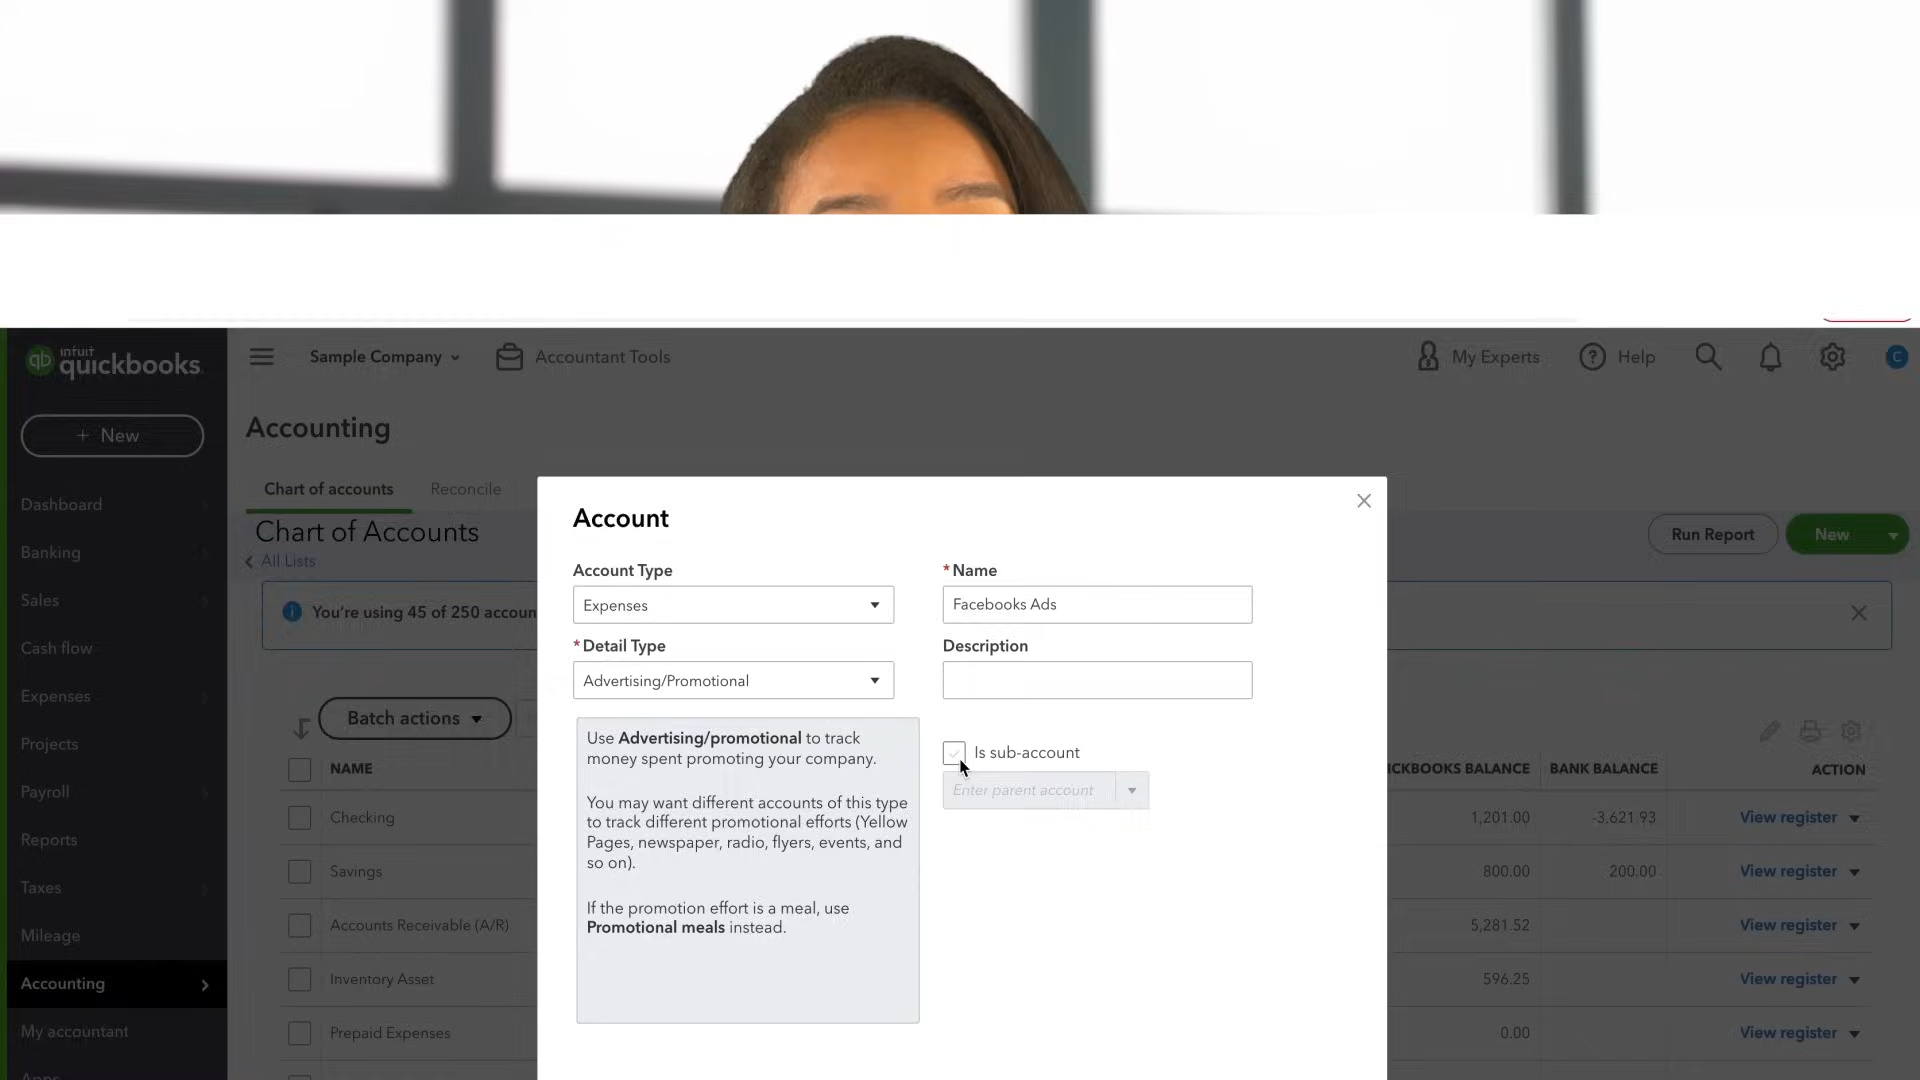 intuit
quickbooks
Sample Company
Accountant Tools
My Experts
Help
C
+ New
Accounting
Chart of accounts
Reconcile
Chart of Accounts
All Lists
Run Report
New
You're using 45 of 250 accoun
Dashboard
Banking
Sales
Cash flow
Expenses
Projects
Payroll
Reports
Taxes
Mileage
Accounting
My accountant
Apps
Account
Account Type
Expenses
* Detail Type
Advertising/Promotional
Use Advertising/promotional to track
money spent promoting your company.
You may want different accounts of this type
to track different promotional efforts (Yellow
Pages, newspaper, radio, flyers, events, and
so on).
If the promotion effort is a meal, use
Promotional meals instead.
* Name
Facebooks Ads
Description
Is sub-account
Enter parent account
Batch actions
NAME
ICKBOOKS BALANCE BANK BALANCE ACTION
Checking 1,201.00 -3,621.93 View register
Savings 800.00 200.00 View register
Accounts Receivable (A/R) 5,281.52 View register
Inventory Asset 596.25 View register
Prepaid Expenses 0.00 View register